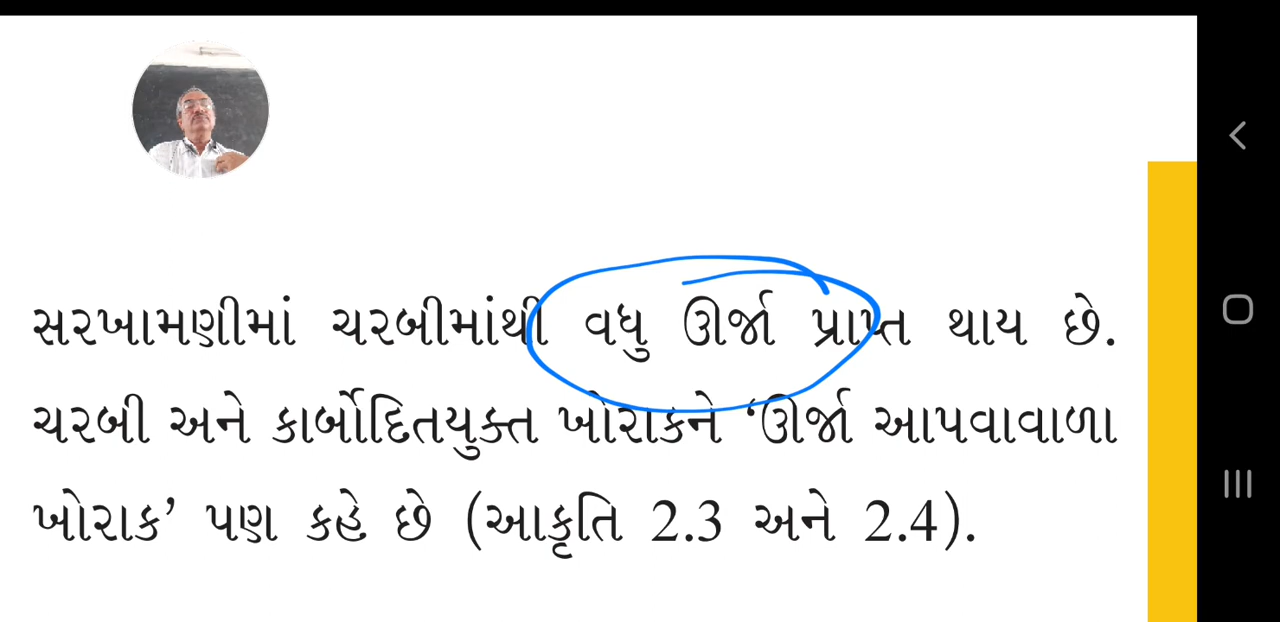 સરખામણીમાં ચરબીમાંથી વધુ ઊર્જા પ્રાપ્ત થાય છે.
ચરબી અને કાર્બોદિતયુક્ત ખોરાકને ‘ઊર્જા આપવાવાળા
ખોરાક’ પણ કહે છે (આકૃતિ 2.3 અને 2.4).